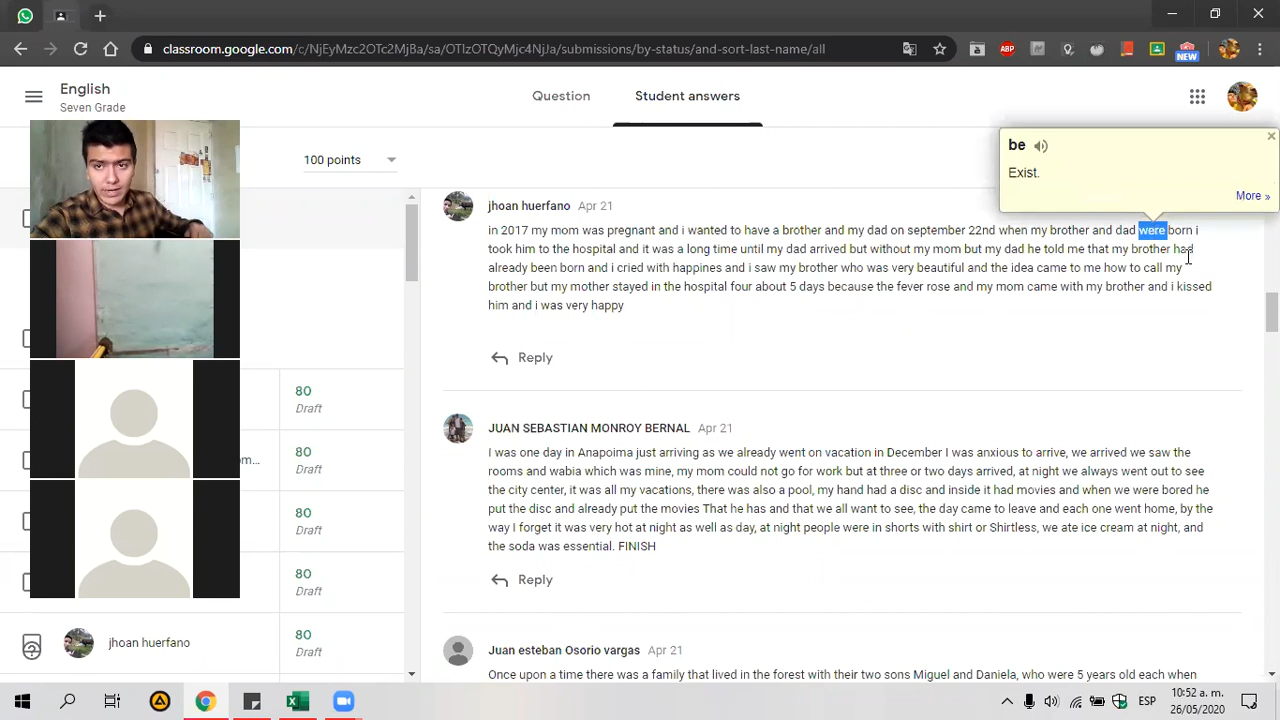 classroom.google.com/c/NjEyMzc2OTc2MjBa/sa/OTIzOTQyMjc4NjJa/submissions/by-status/and-sort-last-name/all
ABP
NEW
English
Seven Grade
Question
Student answers
100 points
be
Exist.
More »
jhoan huerfano Apr 21
in 2017 my mom was pregnant and i wanted to have a brother and my dad on september 22nd when my brother and dad were born i
took him to the hospital and it was a long time until my dad arrived but without my mom but my dad he told me that my brother had
already been born and i cried with happines and i saw my brother who was very beautiful and the idea came to me how to call my
brother but my mother stayed in the hospital four about 5 days because the fever rose and my mom came with my brother and i kissed
him and i was very happy
Reply
80
Draft
JUAN SEBASTIAN MONROY BERNAL Apr 21
I was one day in Anapoima just arriving as we already went on vacation in December I was anxious to arrive, we arrived we saw the
om...
80
Draft
rooms and wabia which was mine, my mom could not go for work but at three or two days arrived, at night we always went out to see
the city center, it was all my vacations, there was also a pool, my hand had a disc and inside it had movies and when we were bored he
put the disc and already put the movies That he has and that we all want to see, the day came to leave and each one went home, by the
80
Draft
way I forget it was very hot at night as well as day, at night people were in shorts with shirt or Shirtless, we ate ice cream at night, and
the soda was essential. FINISH
80
Draft
Reply
jhoan huerfano
80
Draft
Juan esteban Osorio vargas Apr 21
Once upon a time there was a family that lived in the forest with their two sons Miguel and Daniela, who were 5 years old each when
ESP
10:52 a. m.
26/05/2020